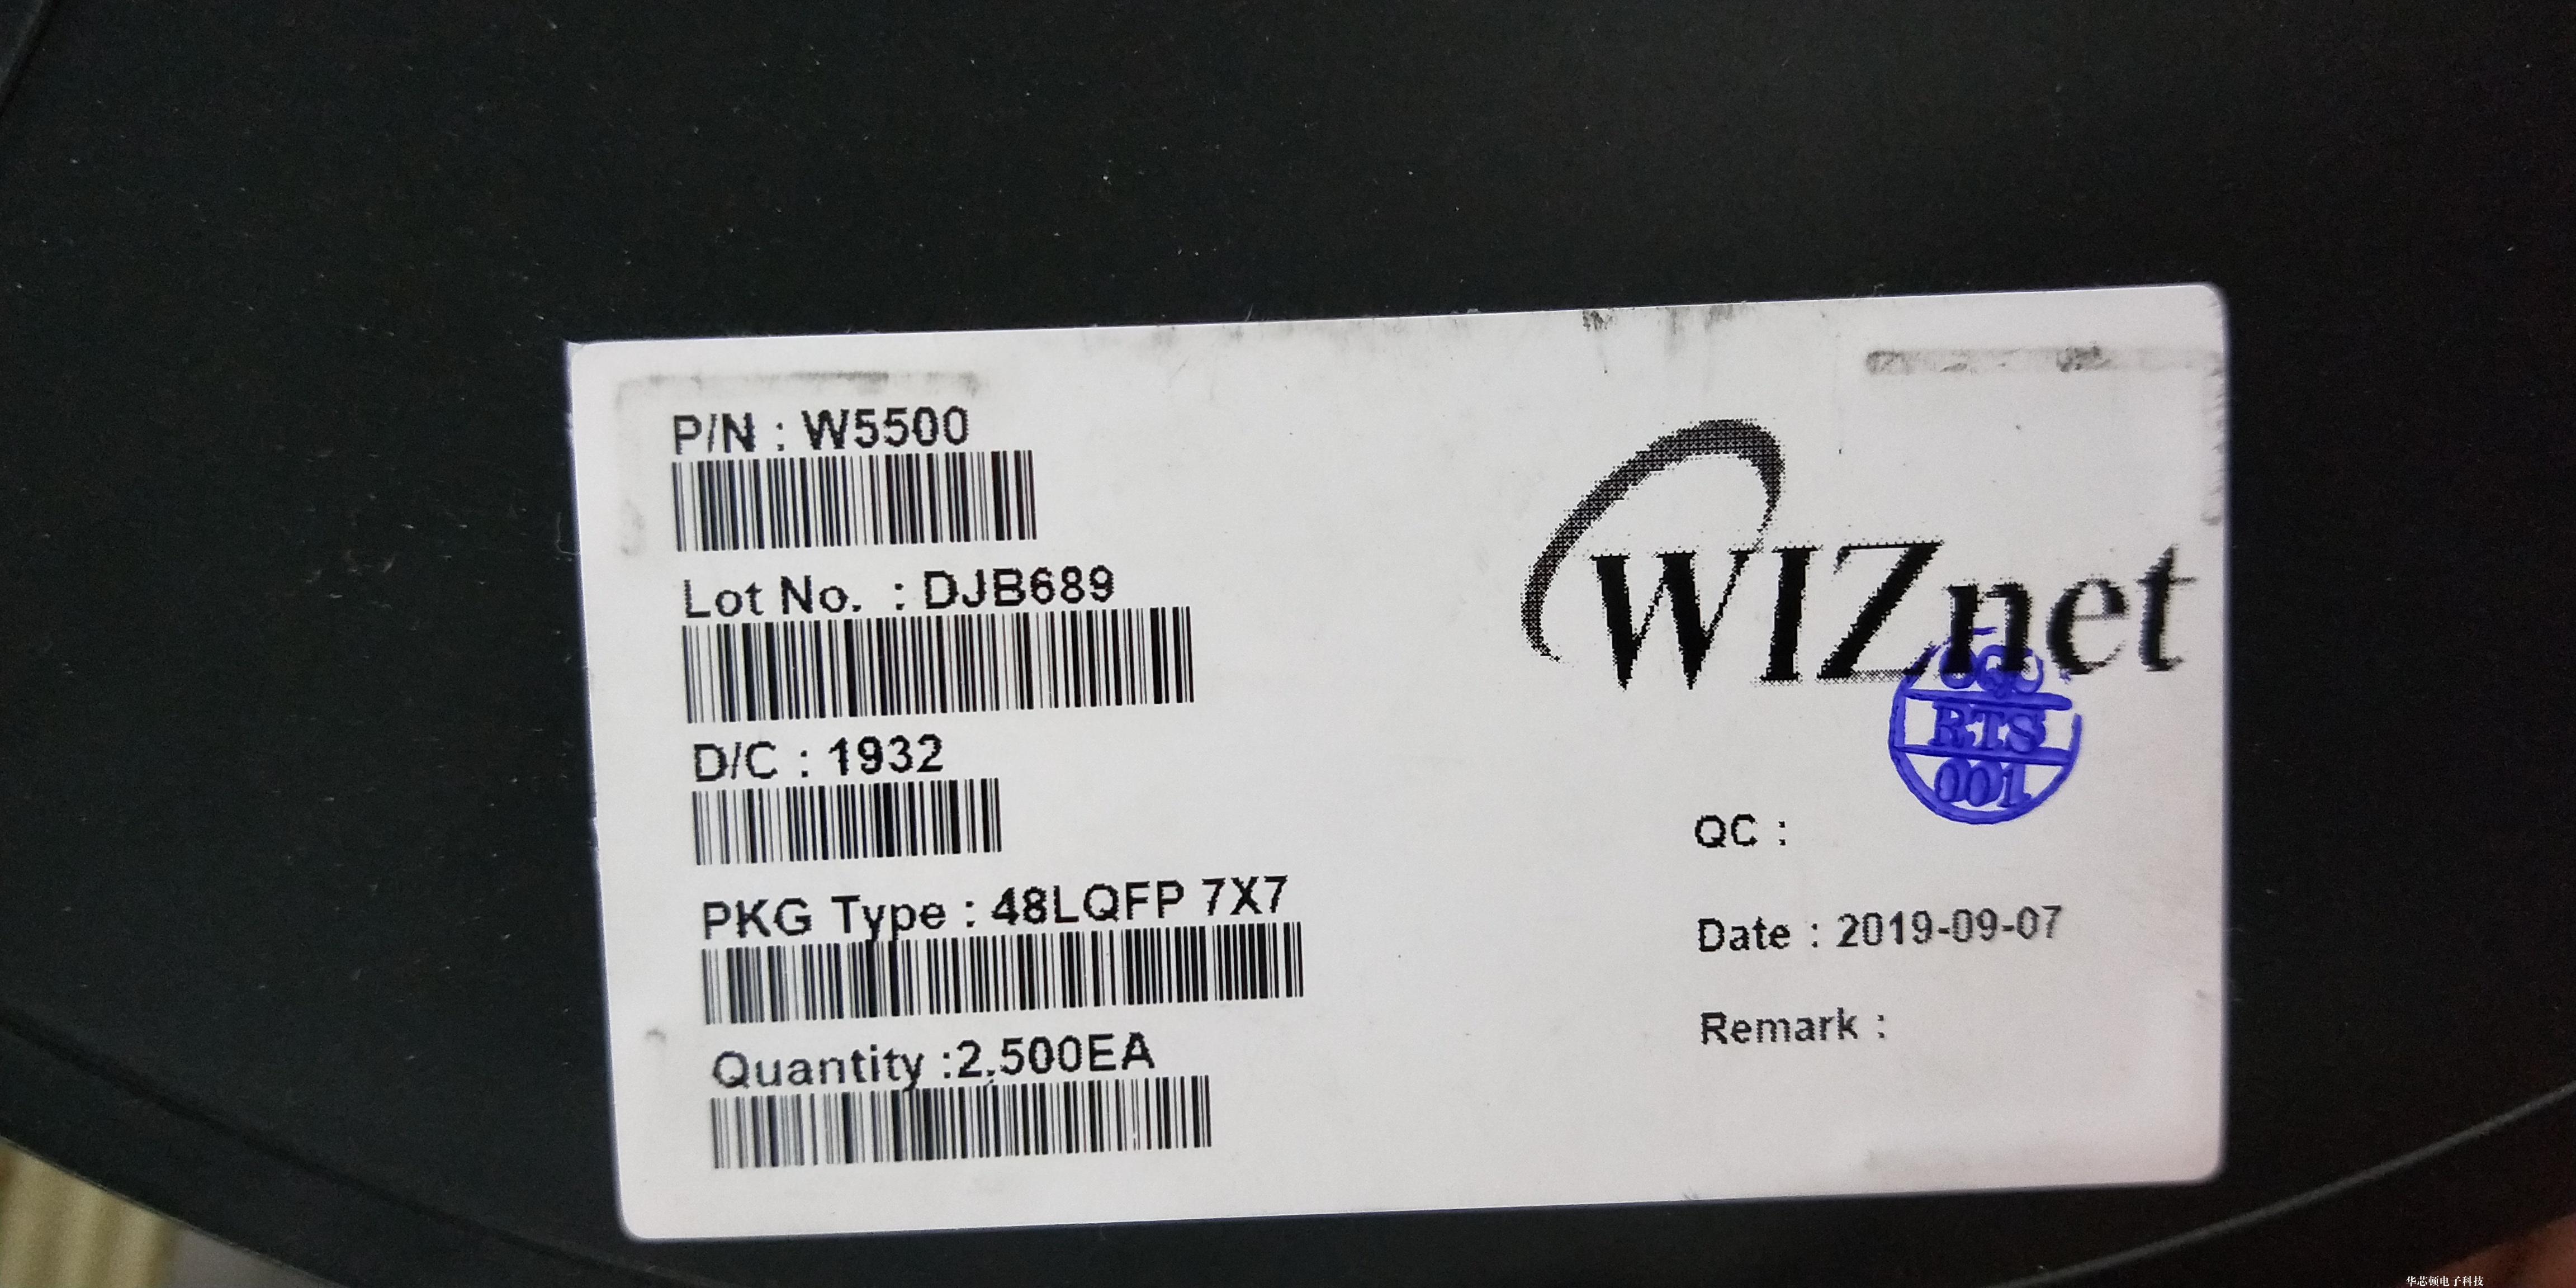 P/N : W5500
Lot No. : DJB689
D/C : 1932
PKG Type : 48LQFP 7X7
Quantity :2,500EA
WIZnet
RTS
001
QC :
Date : 2019-09-07
Remark :
华芯顿电子科技